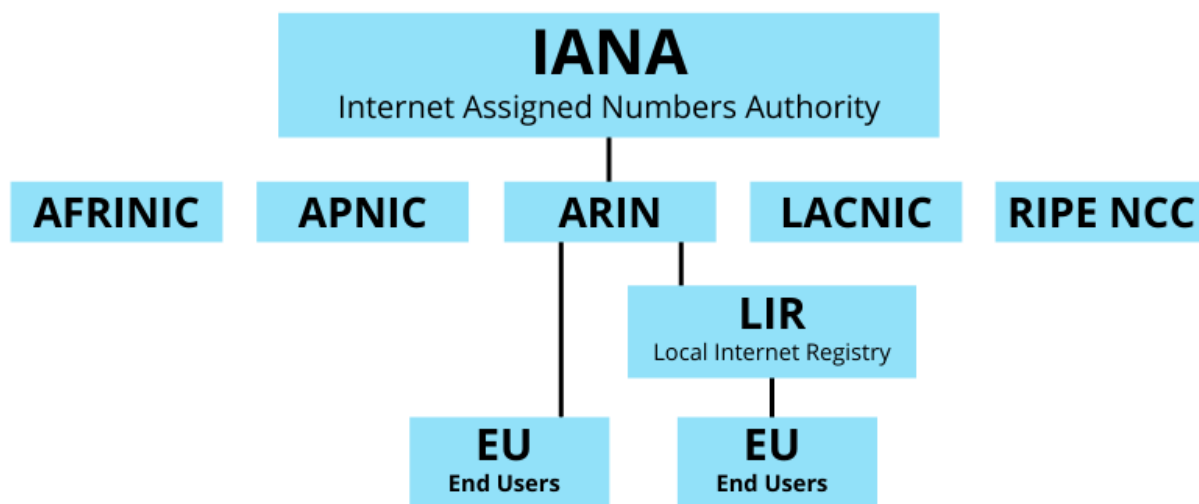 IANA
Internet Assigned Numbers Authority
AFRINIC
APNIC
ARIN
LACNIC
RIPE NCC
LIR
Local Internet Registry
EU
End Users
EU
End Users